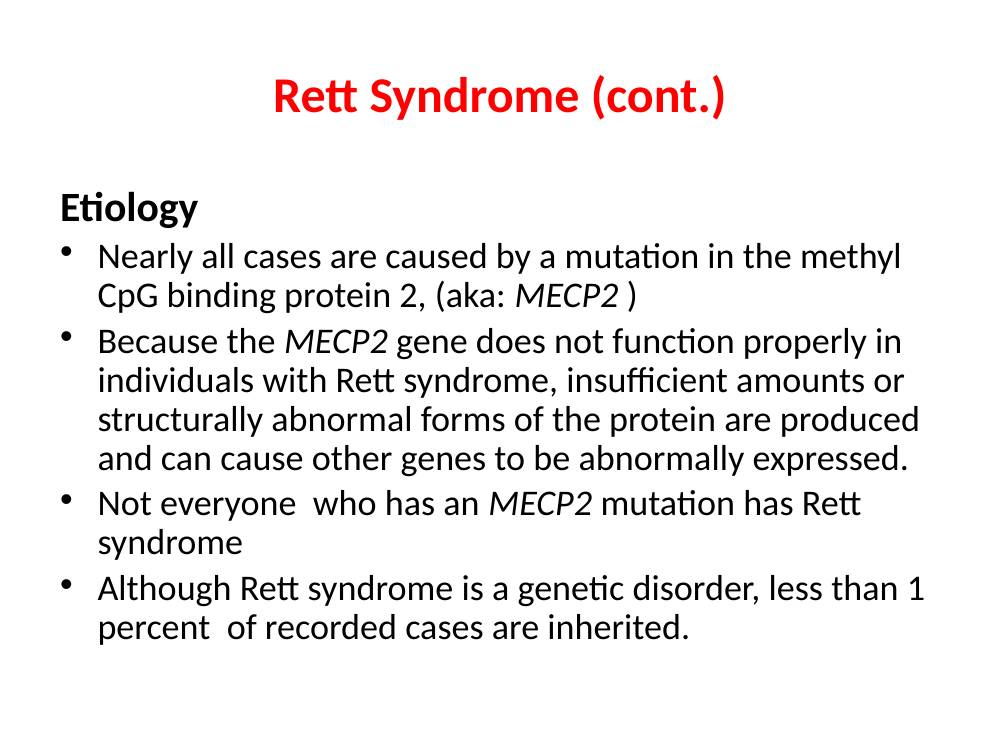 Rett Syndrome (cont.)
Etiology
• Nearly all cases are caused by a mutation in the methyl
CpG binding protein 2, (aka: MECP2 )
• Because the MECP2 gene does not function properly in
individuals with Rett syndrome, insufficient amounts or
structurally abnormal forms of the protein are produced
and can cause other genes to be abnormally expressed.
• Not everyone  who has an MECP2 mutation has Rett
syndrome
• Although Rett syndrome is a genetic disorder, less than 1
percent  of recorded cases are inherited.